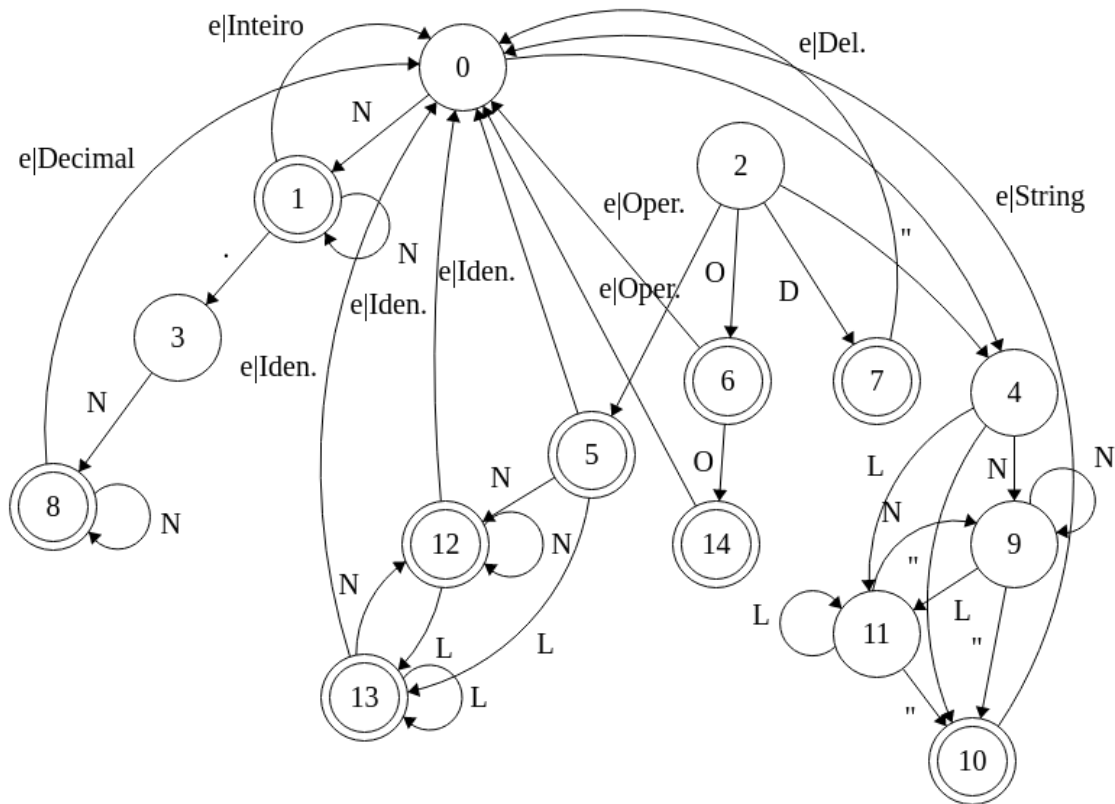 e|Inteiro
0
e|Del.
N
e|Decimal
2
1
e|Oper.
e|String
"
.
N
e|Iden.
O
D
e|Iden.
e|Oper.
3
e|Iden.
6
7
4
N
5
O
L
N
N
8
N
N
12
N
14
N
9
"
N
L
11
L
L
L
"
13
L
"
10